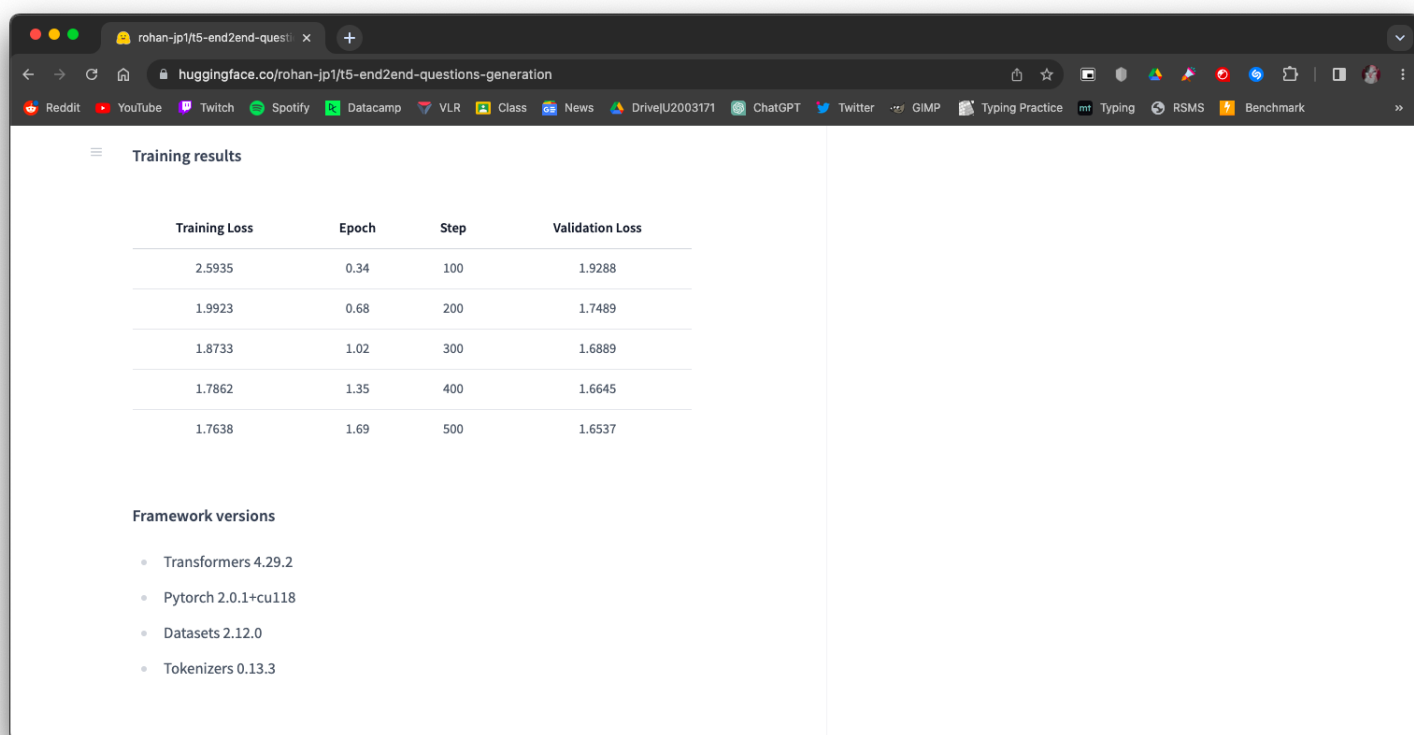 rohan-jp1/t5-end2end-questi
huggingface.co/rohan-jp1/t5-end2end-questions-generation
Reddit YouTube Twitch Spotify Datacamp VLR Class News Drive|U2003171 ChatGPT Twitter GIMP Typing Practice mt Typing RSMS Benchmark »
Training results
Training Loss Epoch Step Validation Loss
2.5935 0.34 100 1.9288
1.9923 0.68 200 1.7489
1.8733 1.02 300 1.6889
1.7862 1.35 400 1.6645
1.7638 1.69 500 1.6537
Framework versions
Transformers 4.29.2
Pytorch 2.0.1+cu118
Datasets 2.12.0
Tokenizers 0.13.3